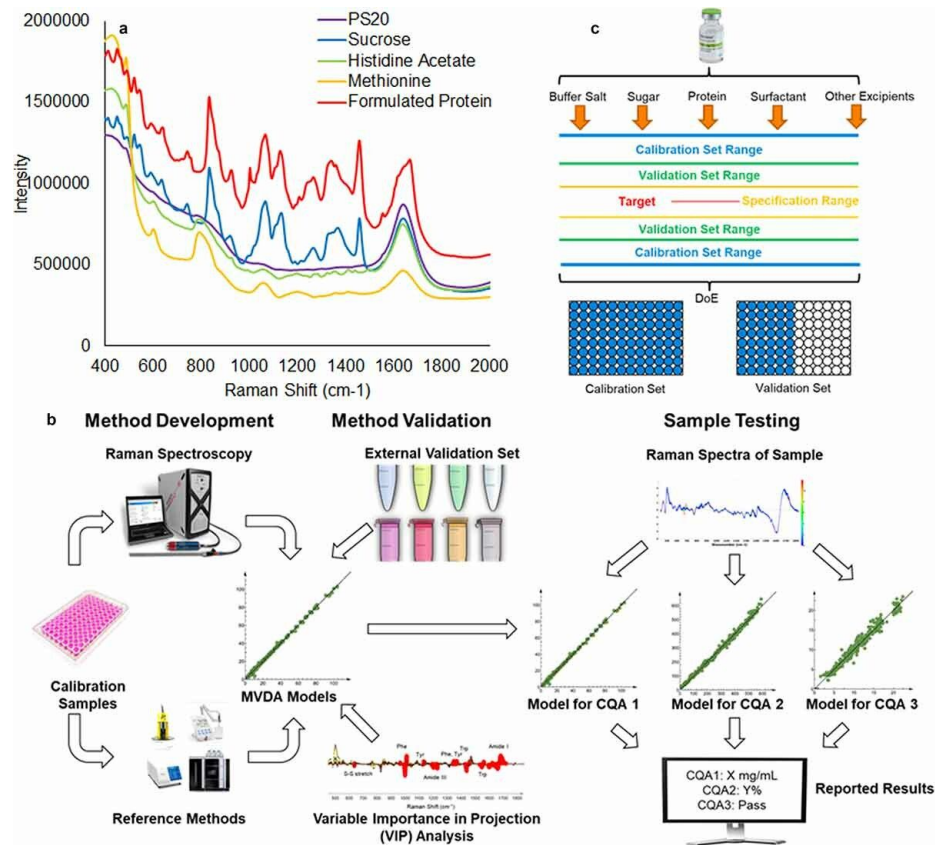 a
2000000
1500000
1000000
500000
0
Intensity
400 600 800 1000 1200 1400 1600 1800 2000
Raman Shift (cm-1)
PS20
Sucrose
Histidine Acetate
Methionine
Formulated Protein
c
Buffer Salt Sugar Protein Surfactant Other Excipients
Calibration Set Range
Validation Set Range
Target Specification Range
Validation Set Range
Calibration Set Range
DoE
Calibration Set Validation Set
b
Method Development
Raman Spectroscopy
Calibration
Samples
Reference Methods
Method Validation
External Validation Set
MVDA Models
Phe
Tyr
Phe, Tyr
Trp
Amide I
S-S stretch
Amide III
Trp
Raman Shift (cm-1)
Variable Importance in Projection
(VIP) Analysis
Sample Testing
Raman Spectra of Sample
Model for CQA 1 Model for CQA 2 Model for CQA 3
CQA1: X mg/mL
CQA2: Y%
CQA3: Pass
Reported Results